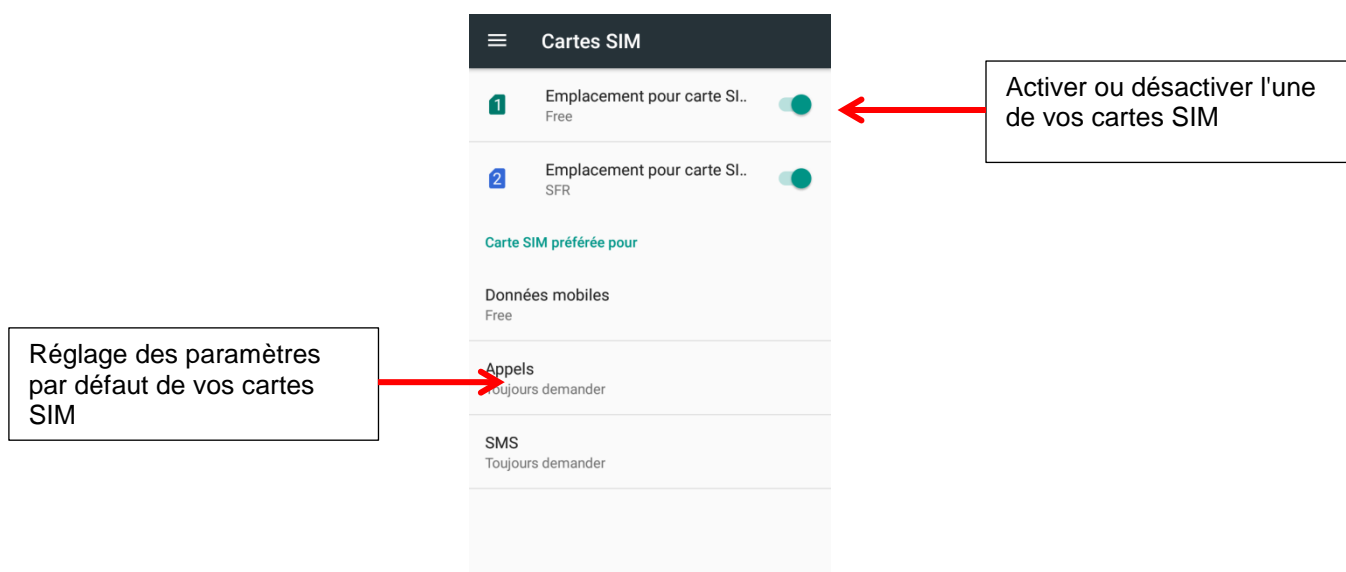 Cartes SIM
1
Emplacement pour carte SI..
Free
2
Emplacement pour carte SI..
SFR
Carte SIM préférée pour
Données mobiles
Free
Appels
Toujours demander
SMS
Toujours demander
Activer ou désactiver l'une
de vos cartes SIM
Réglage des paramètres
par défaut de vos cartes
SIM